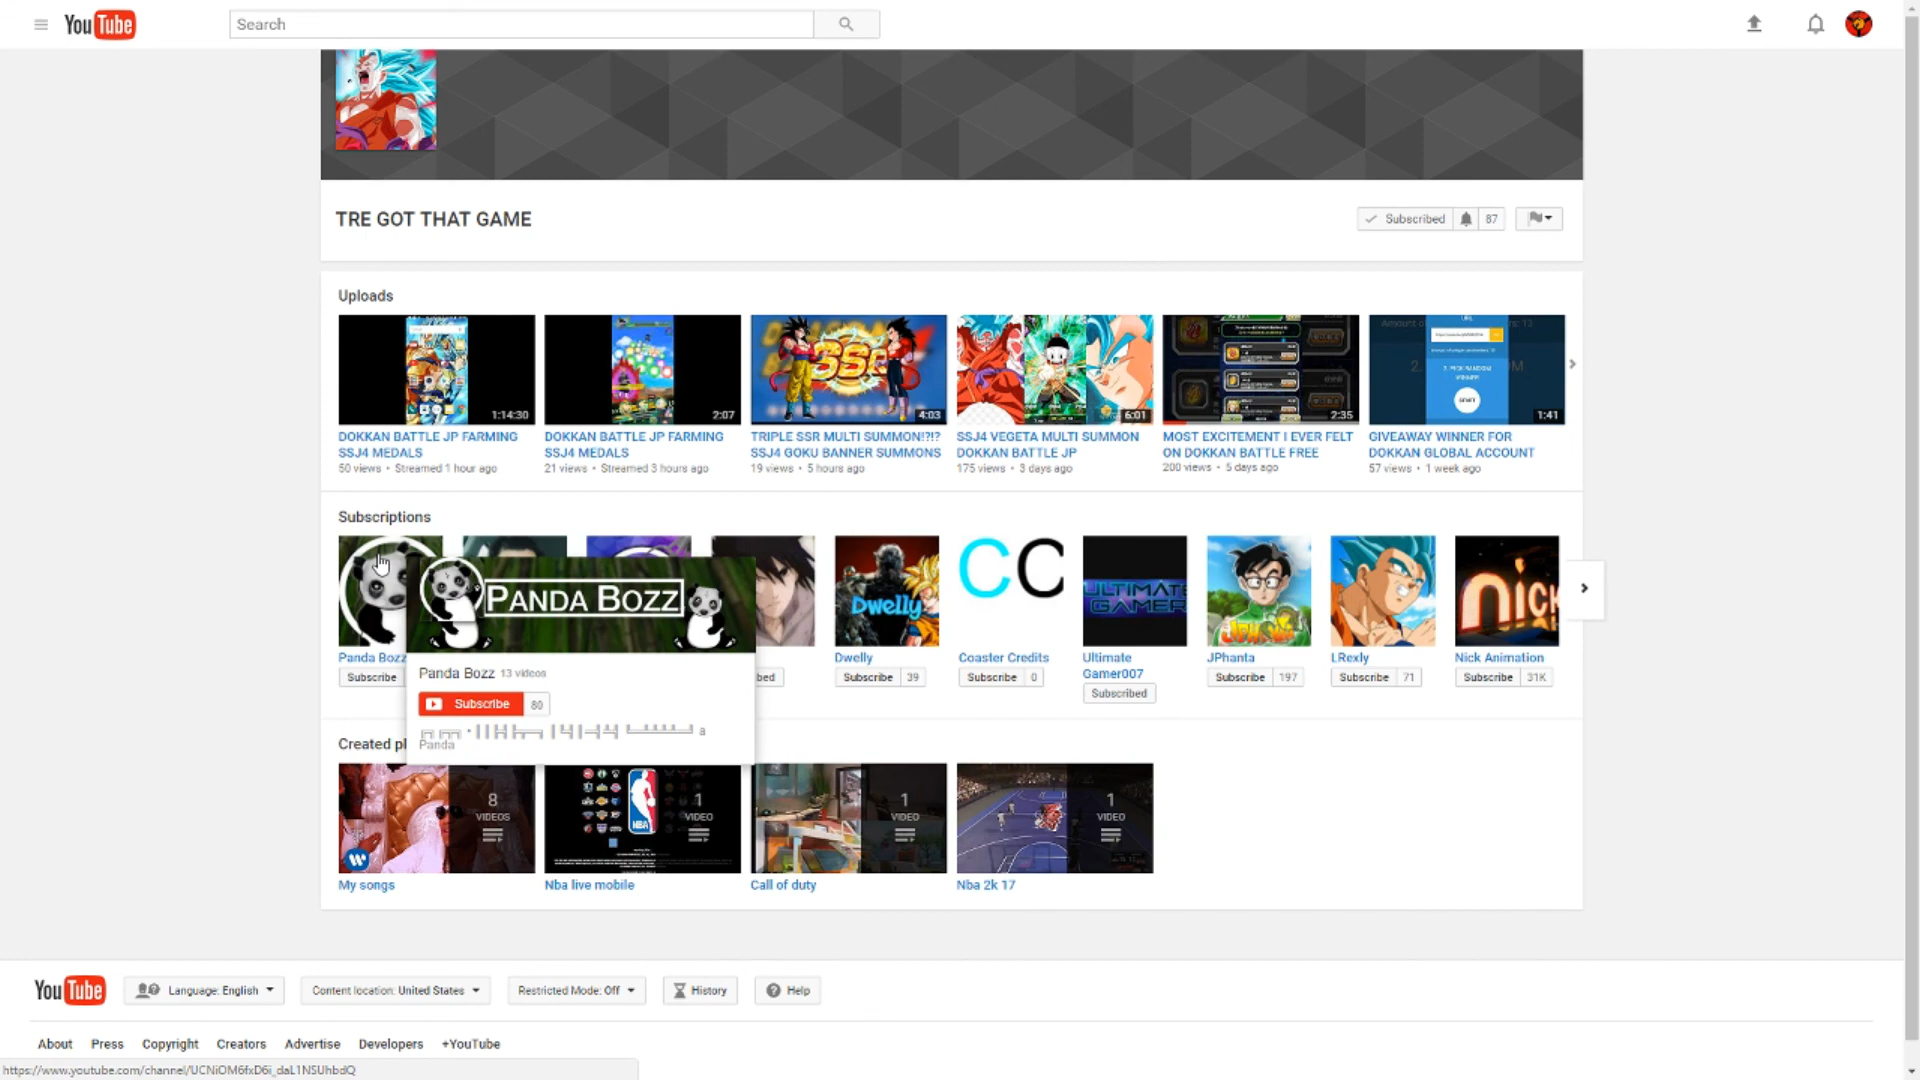 YouTube
Search
TRE GOT THAT GAME
Subscribed 87
Uploads
1:14:30
2:07
SSG
4:03
6:01
2:35
1:41
DOKKAN BATTLE JP FARMING
SSJ4 MEDALS
50 views • Streamed 1 hour ago
DOKKAN BATTLE JP FARMING
SSJ4 MEDALS
21 views • Streamed 3 hours ago
TRIPLE SSR MULTI SUMMON!?!?
SSJ4 GOKU BANNER SUMMONS
19 views • 5 hours ago
SSJ4 VEGETA MULTI SUMMON
DOKKAN BATTLE JP
175 views • 3 days ago
MOST EXCITEMENT I EVER FELT
ON DOKKAN BATTLE FREE
200 views • 5 days ago
GIVEAWAY WINNER FOR
DOKKAN GLOBAL ACCOUNT
57 views • 1 week ago
Subscriptions
PANDA BOZZ
Dwelly
CC
ULTIMATE
GAMER
JPHANTA
NICK
Panda Bozz
Subscribe
Panda Bozz 13 videos
Subscribe 80
a
Panda
bed
Dwelly
Subscribe 39
Coaster Credits
Subscribe 0
Ultimate
Gamer007
Subscribed
JPhanta
Subscribe 197
LRexly
Subscribe 71
Nick Animation
Subscribe 31K
Created pl
8
VIDEOS
NBA
1
VIDEO
1
VIDEO
1
VIDEO
My songs
Nba live mobile
Call of duty
Nba 2k 17
YouTube
Language: English
Content location: United States
Restricted Mode: Off
History
Help
About Press Copyright Creators Advertise Developers +YouTube
https://www.youtube.com/channel/UCNiOM6fxD6i_daL1NSUhbdQ